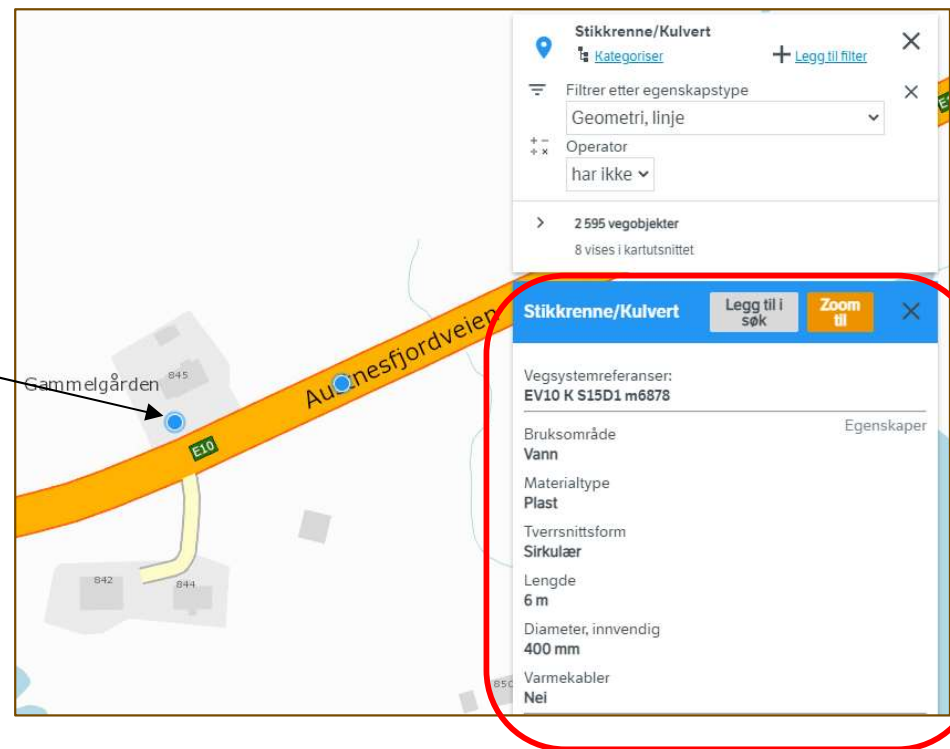 Stikkrenne/Kulvert
Kategoriser
Legg til filter
Filtrer etter egenskapstype
Geometri, linje
Operator
har ikke
2 595 vegobjekter
8 vises i kartutsnittet
Stikkrenne/Kulvert
Legg til i
søk
Zoom
til
Vegsystemreferanser:
EV10 K S15D1 m6878
Egenskaper
Bruksområde
Vann
Materialtype
Plast
Tverrsnittsform
Sirkulær
Lengde
6 m
Diameter, innvendig
400 mm
Varmekabler
Nei
Austnesfjordveien
Gammelgården
845
E10
842
844